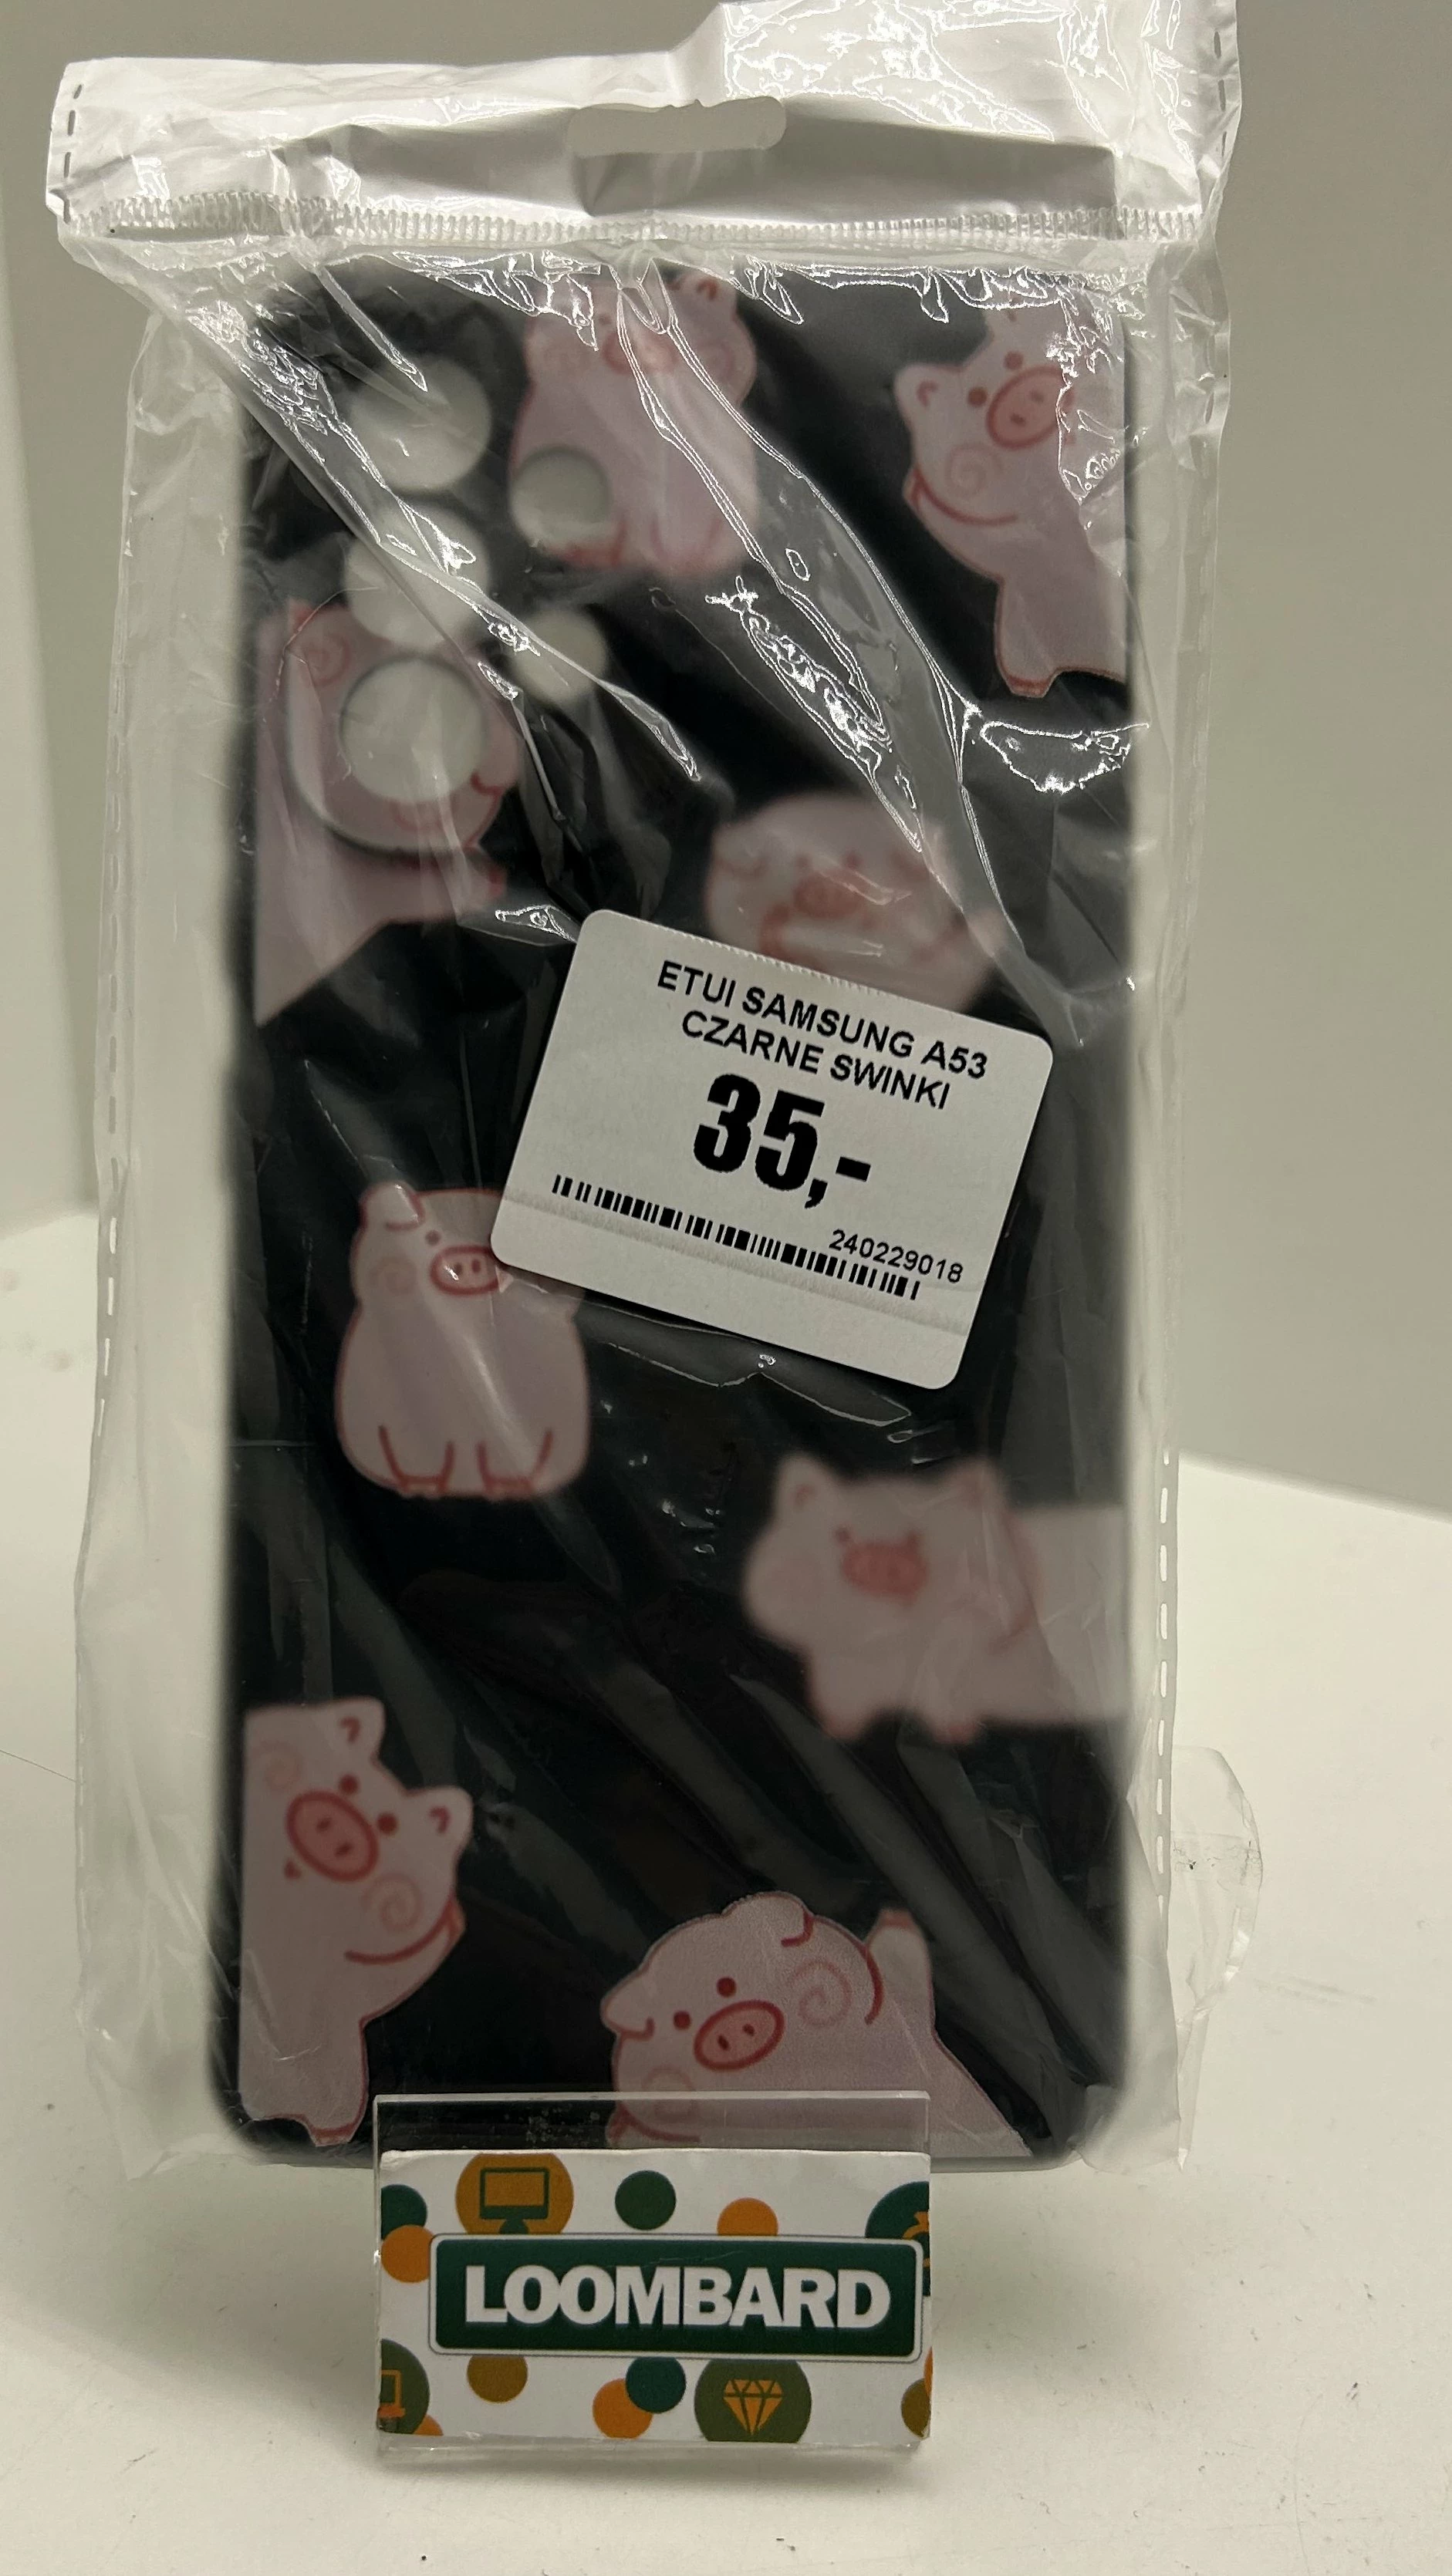 ETUI SAMSUNG A53
CZARNE SWINKI
35,-
240229018
LOOMBARD